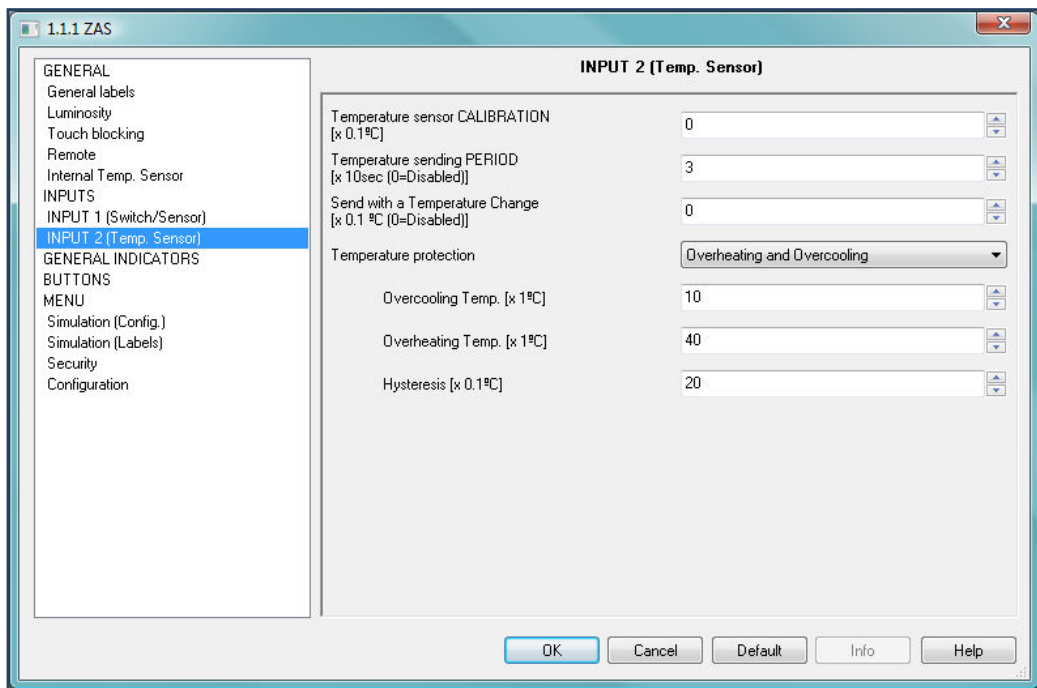 1.1.1 ZAS
GENERAL
General labels
Luminosity
Touch blocking
Remote
Internal Temp. Sensor
INPUTS
INPUT 1 (Switch/Sensor)
INPUT 2 (Temp. Sensor)
GENERAL INDICATORS
BUTTONS
MENU
Simulation (Config.)
Simulation (Labels)
Security
Configuration
INPUT 2 (Temp. Sensor)
Temperature sensor CALIBRATION
[x 0.1ºC]
0
Temperature sending PERIOD
[x 10sec (0=Disabled)]
3
Send with a Temperature Change
[x 0.1 ºC (0=Disabled)]
0
Temperature protection
Overheating and Overcooling
Overcooling Temp. [x 1ºC]
10
Overheating Temp. [x 1ºC]
40
Hysteresis [x 0.1ºC]
20
OK
Cancel
Default
Info
Help